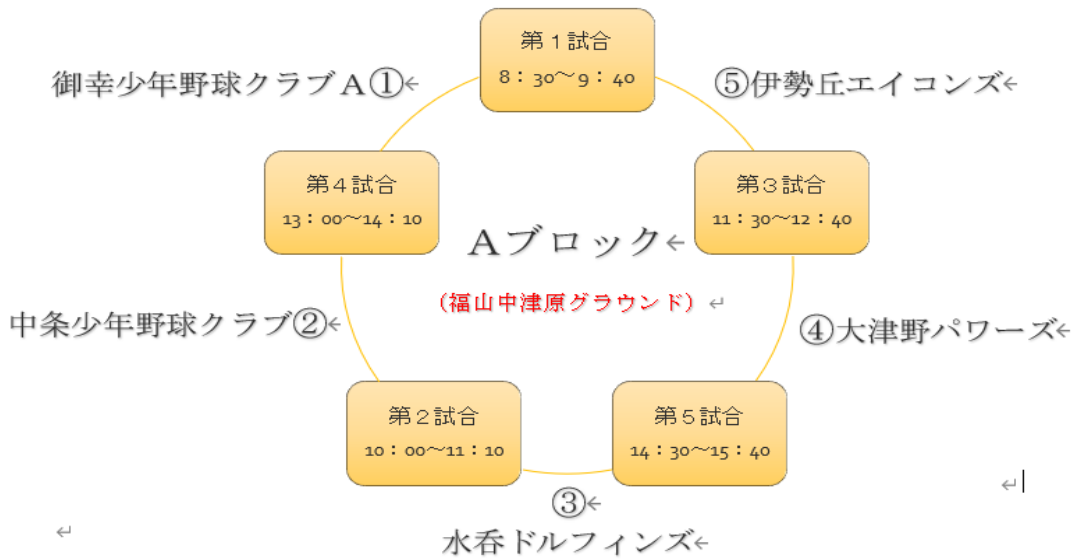 第１試合
8：30～9：40
御幸少年野球クラブＡ①↵
⑤伊勢丘エイコンズ↵
第４試合
13：00～14：10
第３試合
11：30～12：40
Ａブロック↵
（福山中津原グラウンド）↵
中条少年野球クラブ②↵
④大津野パワーズ↵
第２試合
10：00～11：10
第５試合
14：30～15：40
③↵
水呑ドルフィンズ↵